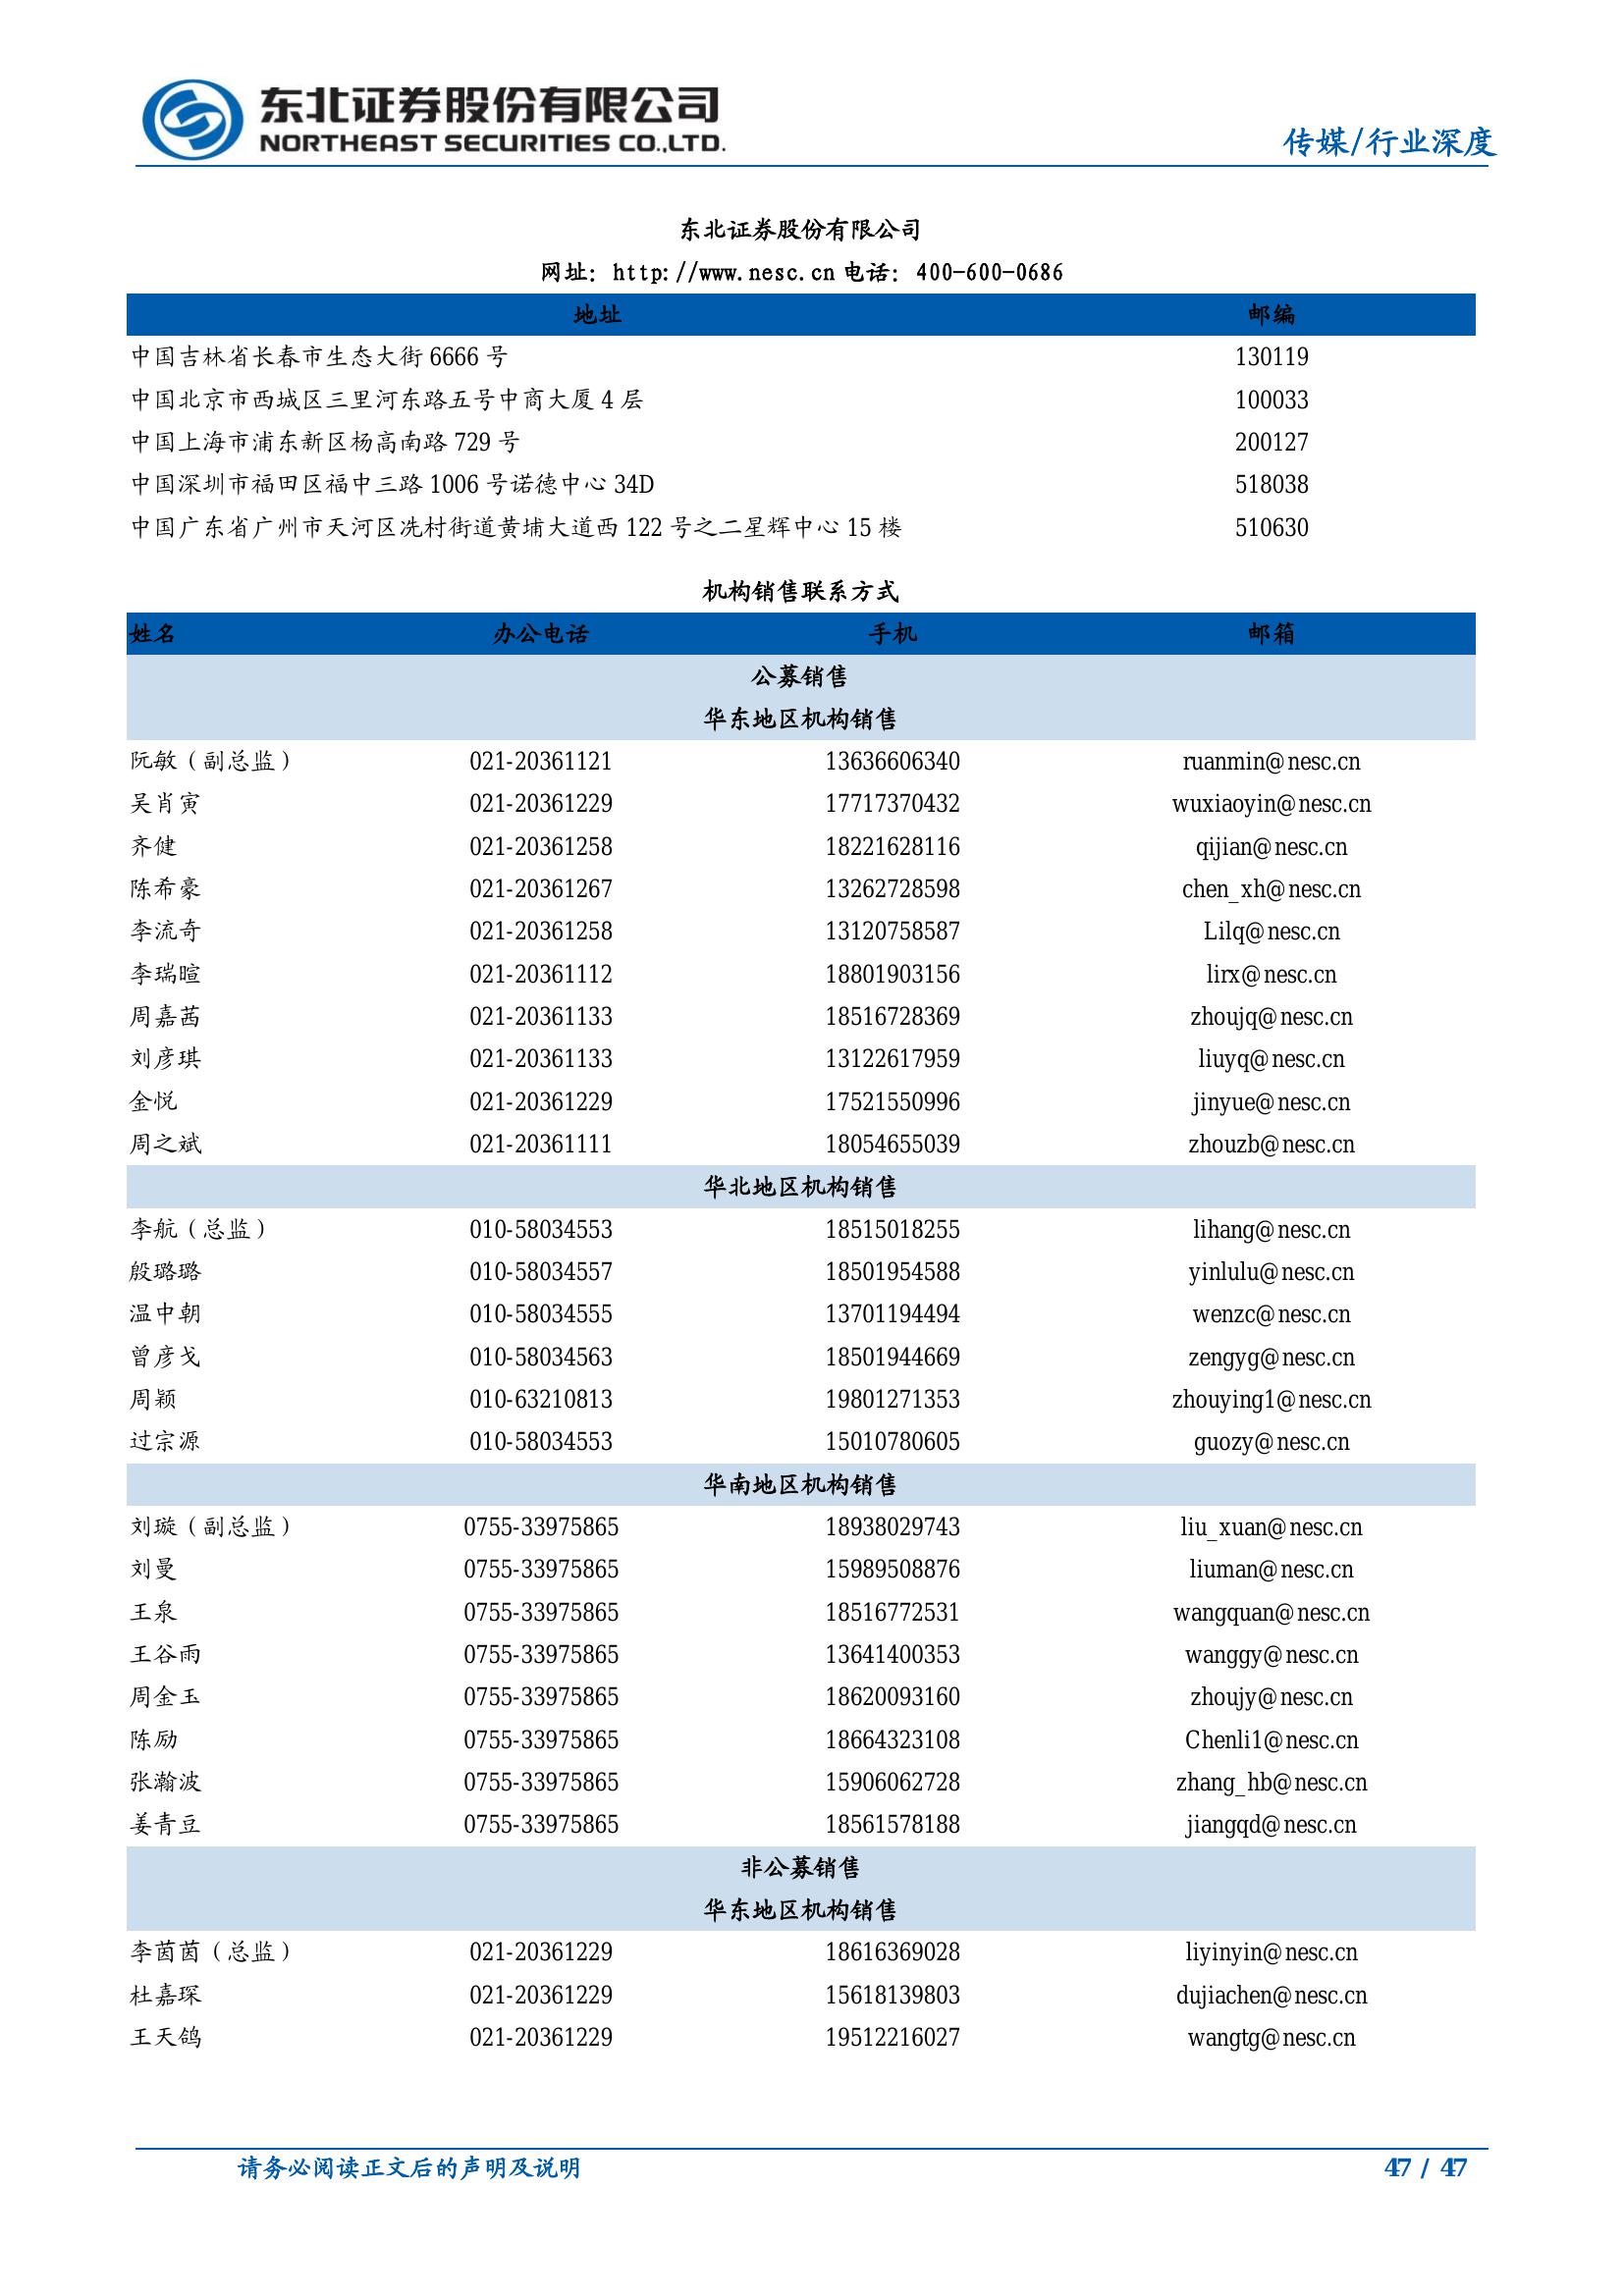 东北证券股份有限公司
NORTHEAST SECURITIES CO.,LTD.
传媒/行业深度
东北证券股份有限公司
网址：http://www.nesc.cn 电话：400-600-0686
地址 邮编
中国吉林省长春市生态大街 6666 号 130119
中国北京市西城区三里河东路五号中商大厦 4 层 100033
中国上海市浦东新区杨高南路 729 号 200127
中国深圳市福田区福中三路 1006 号诺德中心 34D 518038
中国广东省广州市天河区冼村街道黄埔大道西 122 号之二星辉中心 15 楼 510630
机构销售联系方式
姓名 办公电话 手机 邮箱
公募销售
华东地区机构销售
阮敏（副总监） 021-20361121 13636606340 ruanmin@nesc.cn
吴肖寅 021-20361229 17717370432 wuxiaoyin@nesc.cn
齐健 021-20361258 18221628116 qijian@nesc.cn
陈希豪 021-20361267 13262728598 chen_xh@nesc.cn
李流奇 021-20361258 13120758587 Lilq@nesc.cn
李瑞暄 021-20361112 18801903156 lirx@nesc.cn
周嘉茜 021-20361133 18516728369 zhoujq@nesc.cn
刘彦琪 021-20361133 13122617959 liuyq@nesc.cn
金悦 021-20361229 17521550996 jinyue@nesc.cn
周之斌 021-20361111 18054655039 zhouzb@nesc.cn
华北地区机构销售
李航（总监） 010-58034553 18515018255 lihang@nesc.cn
殷璐璐 010-58034557 18501954588 yinlulu@nesc.cn
温中朝 010-58034555 13701194494 wenzc@nesc.cn
曾彦戈 010-58034563 18501944669 zengyg@nesc.cn
周颖 010-63210813 19801271353 zhouying1@nesc.cn
过宗源 010-58034553 15010780605 guozy@nesc.cn
华南地区机构销售
刘璇（副总监） 0755-33975865 18938029743 liu_xuan@nesc.cn
刘曼 0755-33975865 15989508876 liuman@nesc.cn
王泉 0755-33975865 18516772531 wangquan@nesc.cn
王谷雨 0755-33975865 13641400353 wanggy@nesc.cn
周金玉 0755-33975865 18620093160 zhoujy@nesc.cn
陈励 0755-33975865 18664323108 Chenli1@nesc.cn
张瀚波 0755-33975865 15906062728 zhang_hb@nesc.cn
姜青豆 0755-33975865 18561578188 jiangqd@nesc.cn
非公募销售
华东地区机构销售
李茵茵（总监） 021-20361229 18616369028 liyinyin@nesc.cn
杜嘉琛 021-20361229 15618139803 dujiachen@nesc.cn
王天鸽 021-20361229 19512216027 wangtg@nesc.cn
请务必阅读正文后的声明及说明 47 / 47